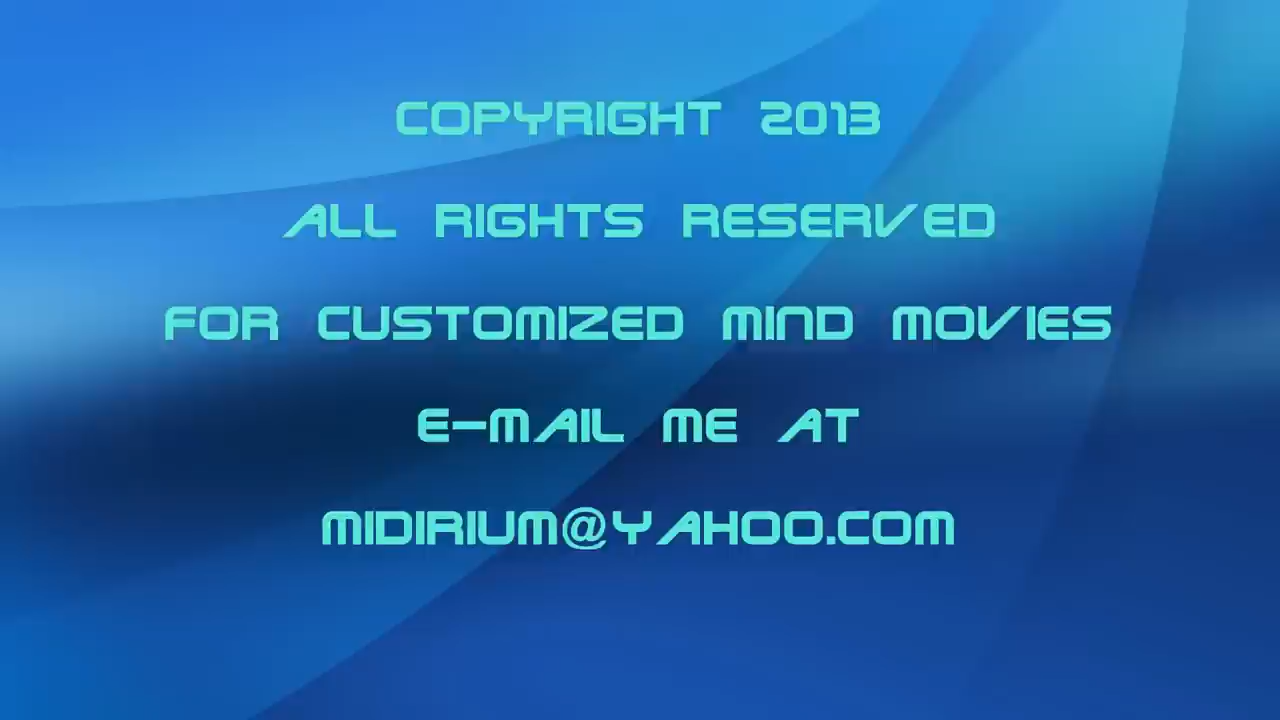 COPYRIGHT 2013
ALL RIGHTS RESERVED
FOR CUSTOMIZED MIND MOVIES
E-MAIL ME AT
MIDIRIUM@YAHOO.COM